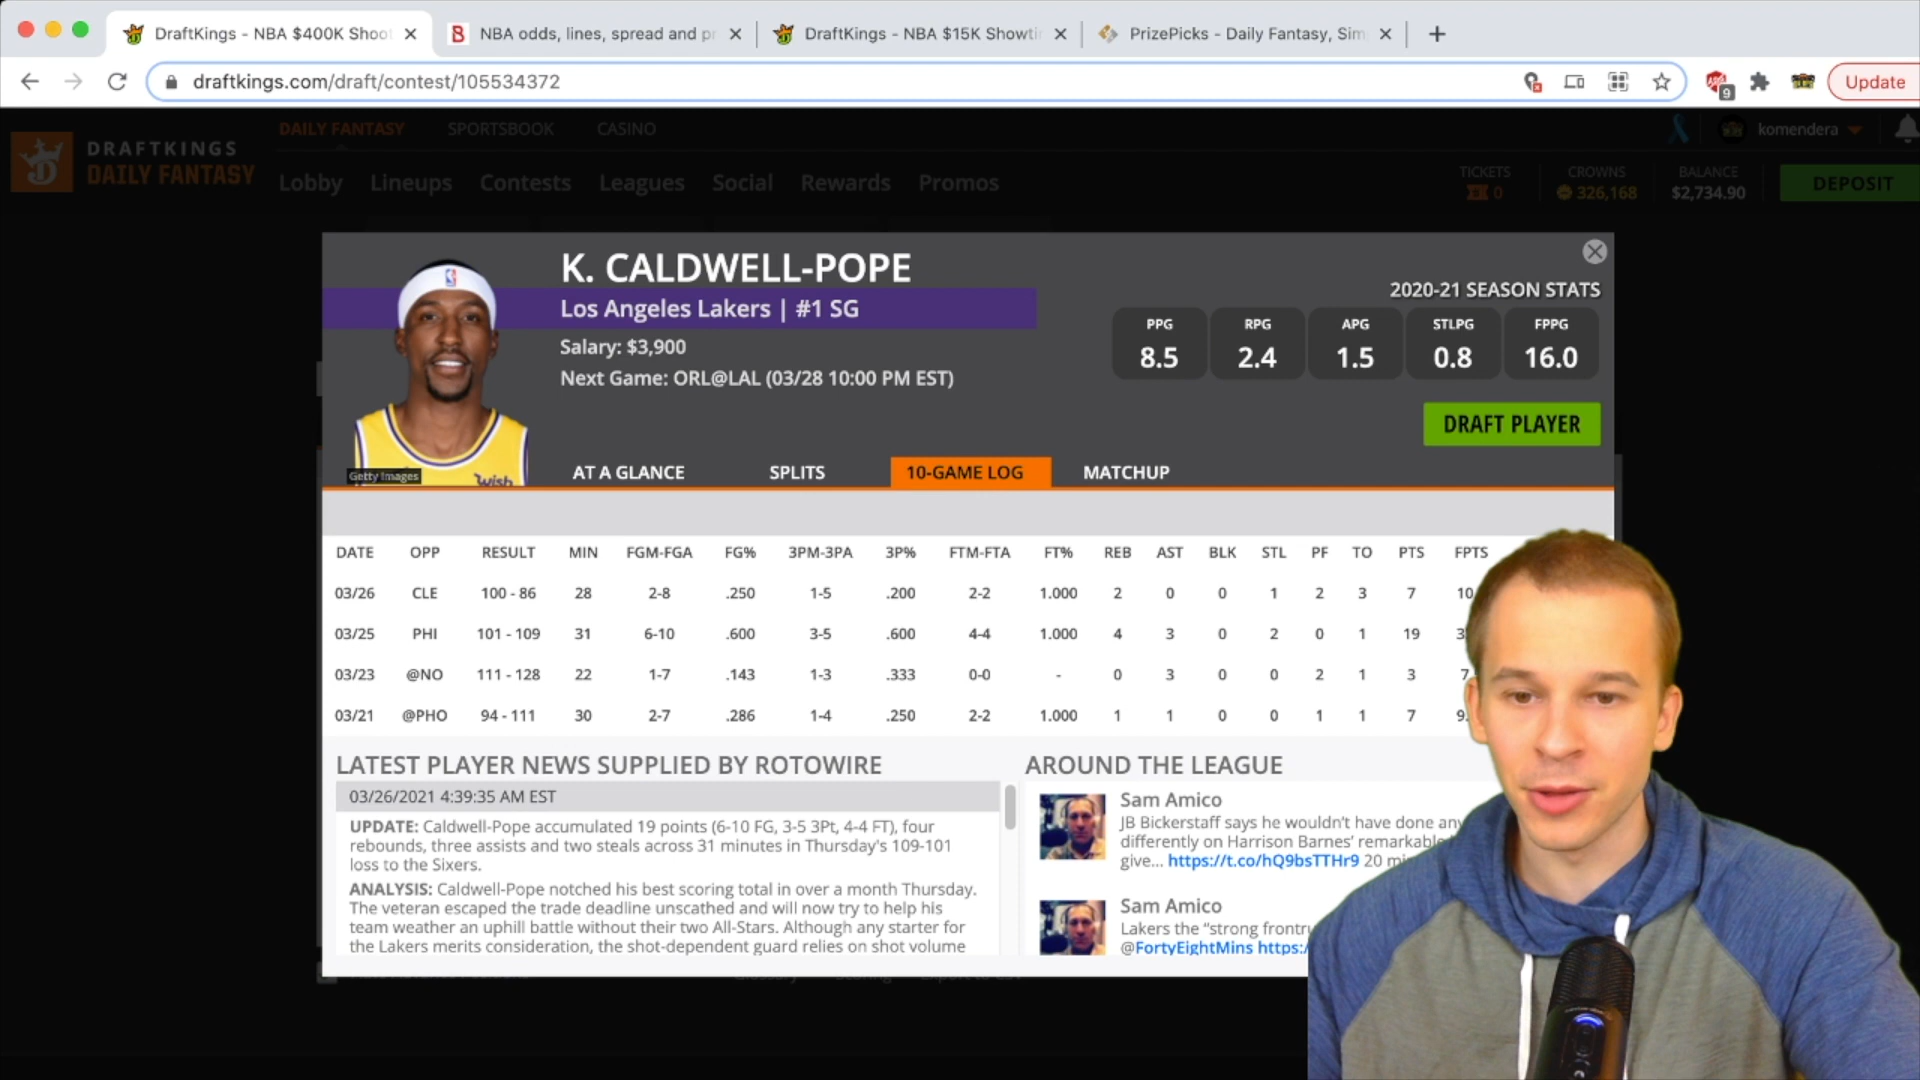 DraftKings - NBA $400K Shoot
NBA odds, lines, spread and pr
DraftKings - NBA $15K Showti
PrizePicks - Daily Fantasy, Sim
draftkings.com/draft/contest/105534372
9
Update
DAILY FANTASY SPORTSBOOK CASINO
komendera
DRAFTKINGS
DAILY FANTASY
Lobby Lineups Contests Leagues Social Rewards Promos
TICKETS
0
CROWNS
326,168
BALANCE
$2,734.90
DEPOSIT
K. CALDWELL-POPE
Los Angeles Lakers | #1 SG
Salary: $3,900
Next Game: ORL@LAL (03/28 10:00 PM EST)
2020-21 SEASON STATS
PPG RPG APG STLPG FPPG
8.5 2.4 1.5 0.8 16.0
DRAFT PLAYER
Getty Images
wish
AT A GLANCE SPLITS 10-GAME LOG MATCHUP
DATE OPP RESULT MIN FGM-FGA FG% 3PM-3PA 3P% FTM-FTA FT% REB AST BLK STL PF TO PTS FPTS
03/26 CLE 100 - 86 28 2-8 .250 1-5 .200 2-2 1.000 2 0 0 1 2 3 7 10
03/25 PHI 101 - 109 31 6-10 .600 3-5 .600 4-4 1.000 4 3 0 2 0 1 19 3
03/23 @NO 111 - 128 22 1-7 .143 1-3 .333 0-0 - 0 3 0 0 2 1 3 7
03/21 @PHO 94 - 111 30 2-7 .286 1-4 .250 2-2 1.000 1 1 0 0 1 1 7 9.
LATEST PLAYER NEWS SUPPLIED BY ROTOWIRE
03/26/2021 4:39:35 AM EST
UPDATE: Caldwell-Pope accumulated 19 points (6-10 FG, 3-5 3Pt, 4-4 FT), four
rebounds, three assists and two steals across 31 minutes in Thursday's 109-101
loss to the Sixers.
ANALYSIS: Caldwell-Pope notched his best scoring total in over a month Thursday.
The veteran escaped the trade deadline unscathed and will now try to help his
team weather an uphill battle without their two All-Stars. Although any starter for
the Lakers merits consideration, the shot-dependent guard relies on shot volume
AROUND THE LEAGUE
Sam Amico
JB Bickerstaff says he wouldn't have done any
differently on Harrison Barnes' remarkable
give... https://t.co/hQ9bsTTHr9 20 mi
Sam Amico
Lakers the "strong frontru
@FortyEightMins https:/